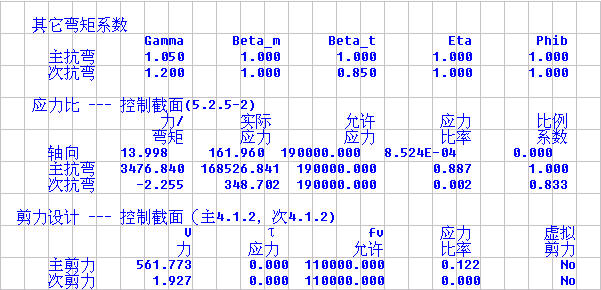 其它弯矩系数
Gamma Beta_m Beta_t Eta Phib
主抗弯 1.050 1.000 1.000 1.000 1.000
次抗弯 1.200 1.000 0.850 1.000 1.000
应力比 --- 控制截面(5.2.5-2)
力/ 实际 允许 应力 比例
弯矩 应力 应力 比率 系数
轴向 13.998 161.960 190000.000 8.524E-04 0.000
主抗弯 3476.840 168526.841 190000.000 0.887 1.000
次抗弯 -2.255 348.702 190000.000 0.002 0.833
剪力设计 --- 控制截面（主4.1.2, 次4.1.2)
V τ fv 应力 虚拟
力 应力 允许 比率 剪力
主剪力 561.773 0.000 110000.000 0.122 No
次剪力 1.927 0.000 110000.000 0.000 No